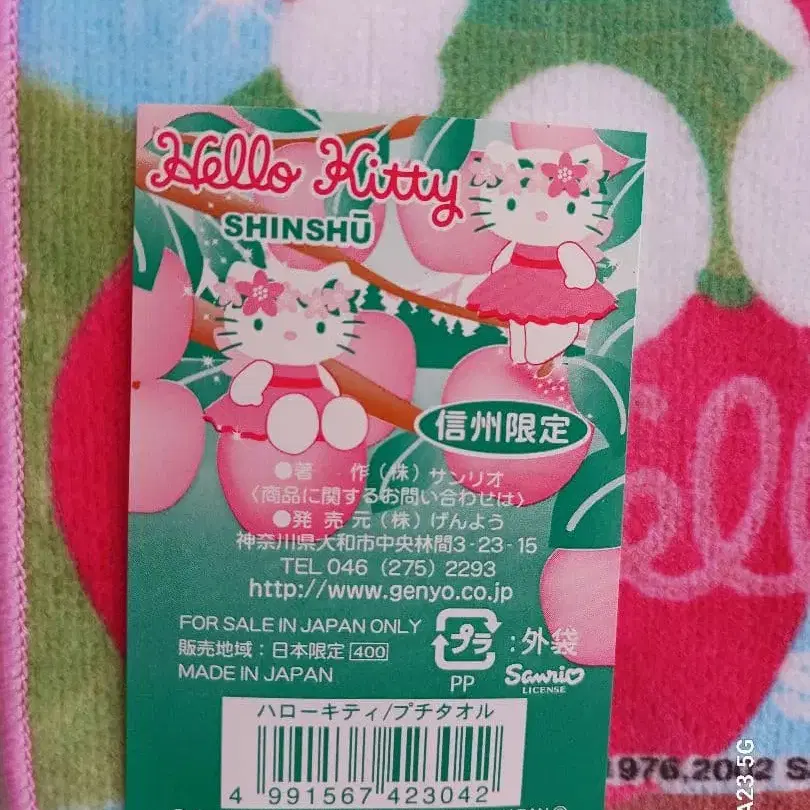 Hello Kitty
SHINSHŪ
信州限定
●著 作(株)サンリオ
〈商品に関するお問い合わせは〉
●発 売 元(株)げんよう
神奈川県大和市中央林間3-23-15
TEL 046 (275) 2293
http://www.genyo.co.jp
FOR SALE IN JAPAN ONLY
販売地域:日本限定 400
MADE IN JAPAN
プラ :外袋
PP
Sanrio
LICENSE
ハローキティ/プチタオル
4 991567 423042
1976,2012 S
A23 5G